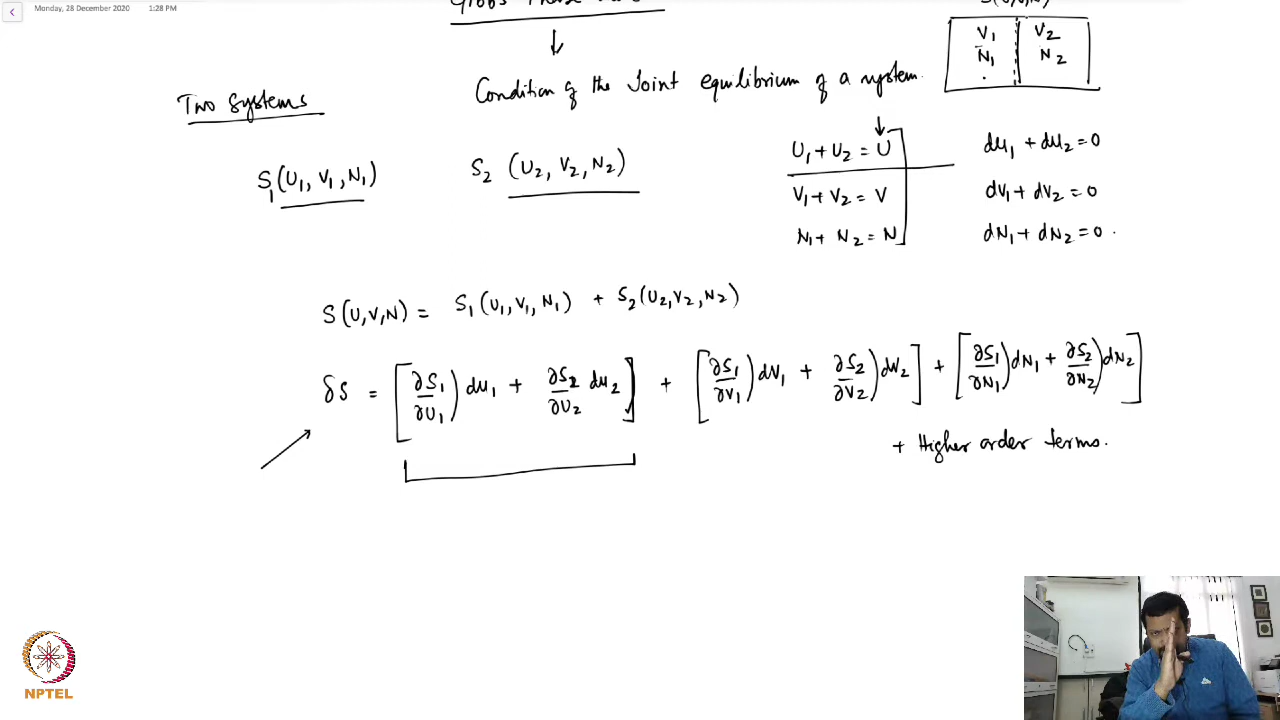 Monday, 28 December 2020 1:28 PM
Gibbs Phase
V₁ V₂
N₁ N₂
Condition of the Joint equilibrium of a system.
Two Systems
S₁(U₁, V₁, N₁) S₂ (U₂, V₂, N₂)
U₁ + U₂ = U dU₁ + dU₂ = 0
V₁ + V₂ = V dV₁ + dV₂ = 0
N₁ + N₂ = N dN₁ + dN₂ = 0.
S(U,V,N) = S₁(U₁,V₁,N₁) + S₂(U₂,V₂,N₂)
δS = [∂S₁/∂U₁) dU₁ + ∂S₂/∂U₂ dU₂] + [∂S₁/∂V₁) dV₁ + ∂S₂/∂V₂) dV₂] + [∂S₁/∂N₁) dN₁ + ∂S₂/∂N₂) dN₂]
+ Higher order terms.
NPTEL